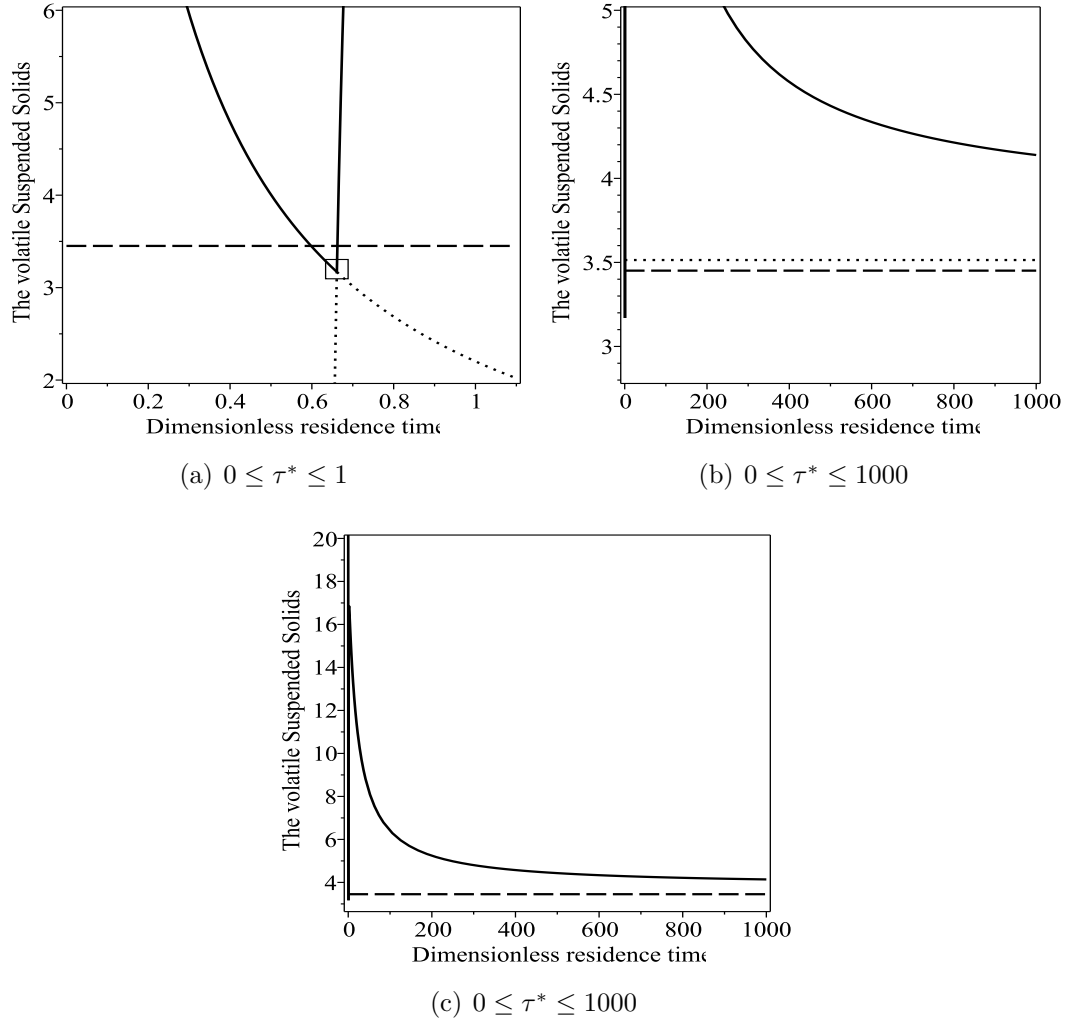 6
5
4
3
2
The volatile Suspended Solids
0 0.2 0.4 0.6 0.8 1
Dimensionless residence time
(a) 0 ≤ τ* ≤ 1
5
4.5
4
3.5
3
The volatile Suspended Solids
0 200 400 600 800 1000
Dimensionless residence time
(b) 0 ≤ τ* ≤ 1000
20
18
16
14
12
10
8
6
4
The volatile Suspended Solids
0 200 400 600 800 1000
Dimensionless residence time
(c) 0 ≤ τ* ≤ 1000